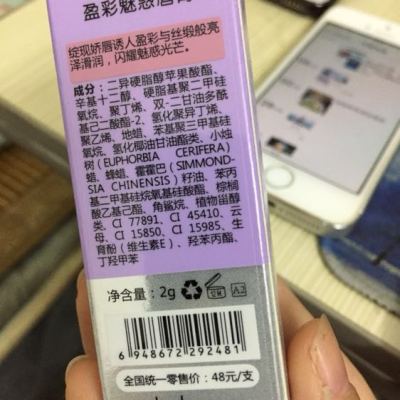 盈彩魅惑唇膏
绽现娇唇诱人盈彩与丝缎般亮
泽滑润，闪耀魅惑光芒。
成分：二异硬脂醇苹果酸酯、
辛基十二醇、硬脂基聚二甲硅
氧烷、聚丁烯、双-二甘油多酰
基己二酸酯-2、氢化聚异丁烯、
聚乙烯、地蜡、苯基聚三甲基硅
氧烷、氢化椰油甘油酯类、小烛
树(EUPHORBIA CERIFERA)
蜡、蜂蜡、霍霍巴(SIMMOND-
SIA CHINENSIS)籽油、苯丙
基二甲基硅烷氧基硅酸酯、棕榈
酸乙基己酯、角鲨烷、植物甾醇
类、CI 77891、CI 45410、云
母、CI 15850、CI 15985、生
育酚(维生素E)、羟苯丙酯、
丁羟甲苯
净含量：2g
6 948672 292481
全国统一零售价：48元/支